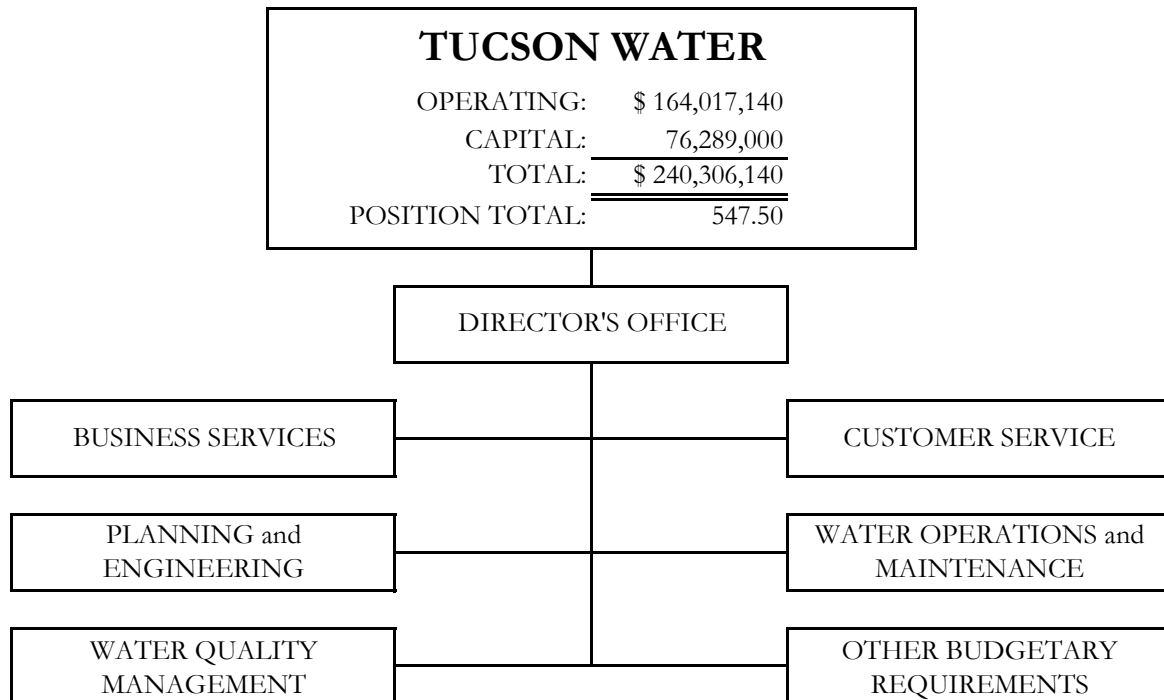 TUCSON WATER
OPERATING: $ 164,017,140
CAPITAL: 76,289,000
TOTAL: $ 240,306,140
POSITION TOTAL: 547.50
DIRECTOR'S OFFICE
BUSINESS SERVICES
CUSTOMER SERVICE
PLANNING and
ENGINEERING
WATER OPERATIONS and
MAINTENANCE
WATER QUALITY
MANAGEMENT
OTHER BUDGETARY
REQUIREMENTS